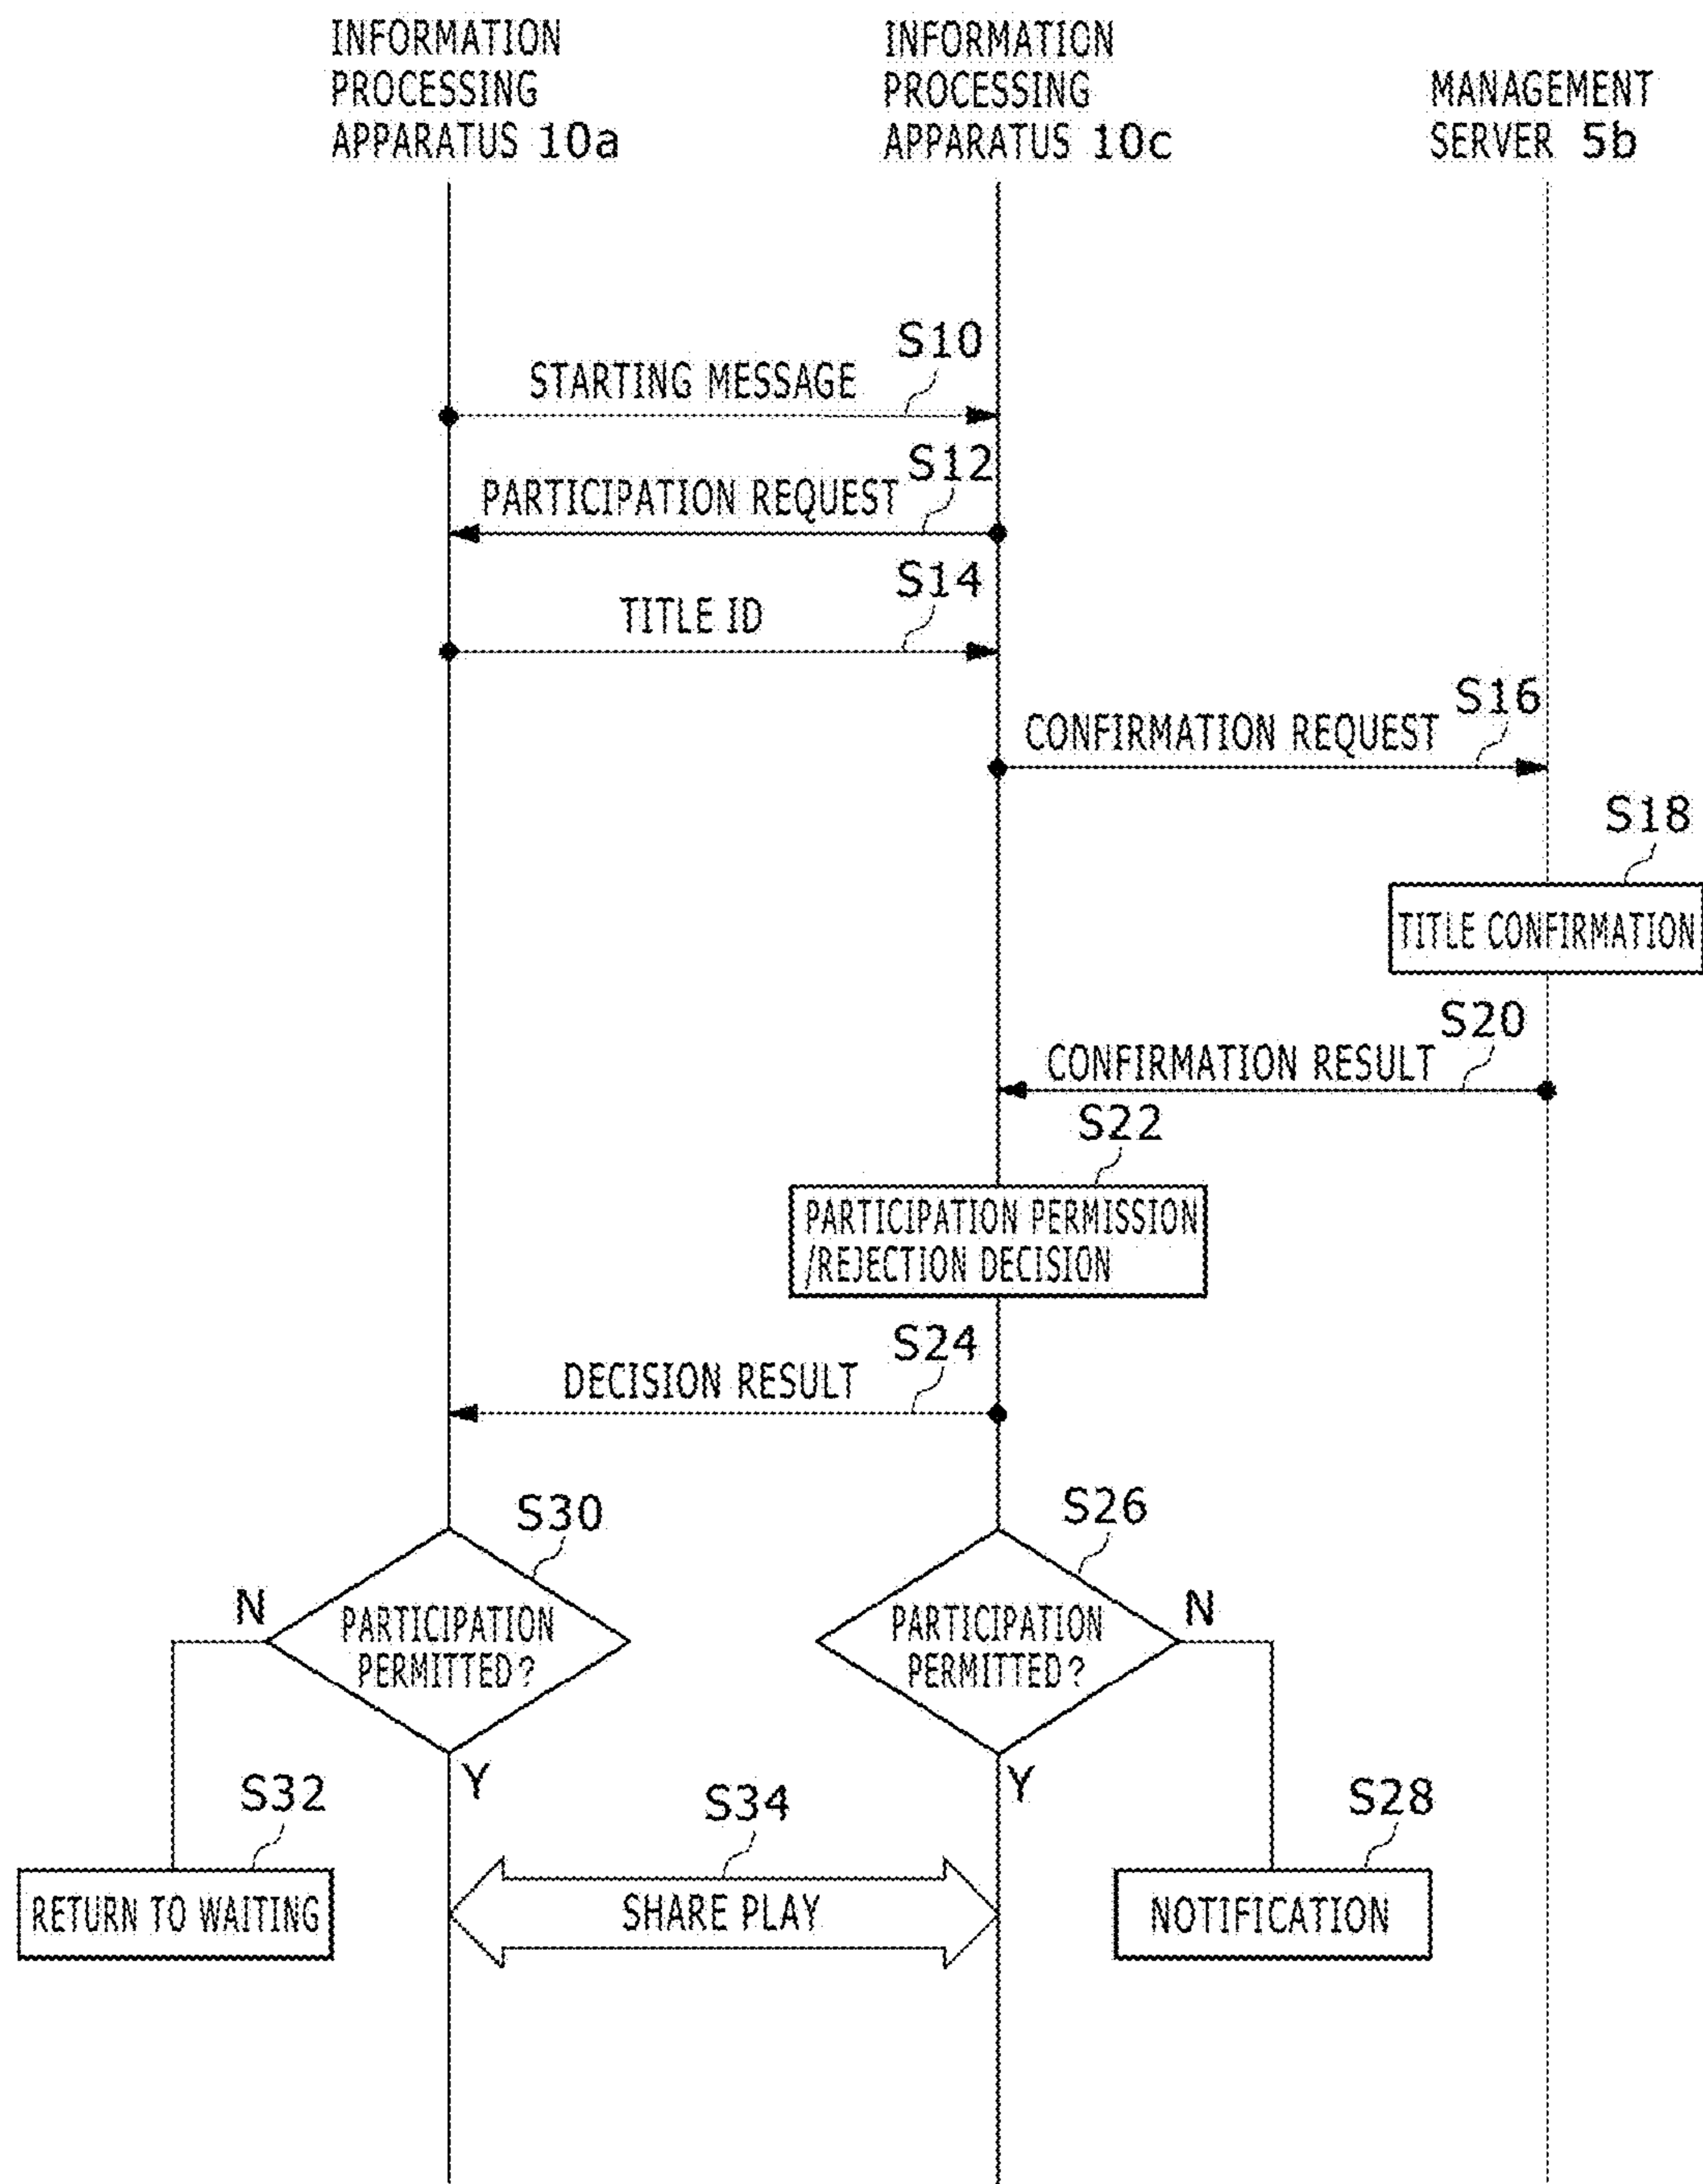 INFORMATION
PROCESSING
APPARATUS 10a
INFORMATION
PROCESSING
APPARATUS 10c
MANAGEMENT
SERVER 5b
S10
STARTING MESSAGE
S12
PARTICIPATION REQUEST
S14
TITLE ID
S16
CONFIRMATION REQUEST
S18
TITLE CONFIRMATION
S20
CONFIRMATION RESULT
S22
PARTICIPATION PERMISSION
/REJECTION DECISION
S24
DECISION RESULT
S30
N
PARTICIPATION
PERMITTED?
Y
S26
PARTICIPATION
PERMITTED?
N
Y
S32
RETURN TO WAITING
S34
SHARE PLAY
S28
NOTIFICATION